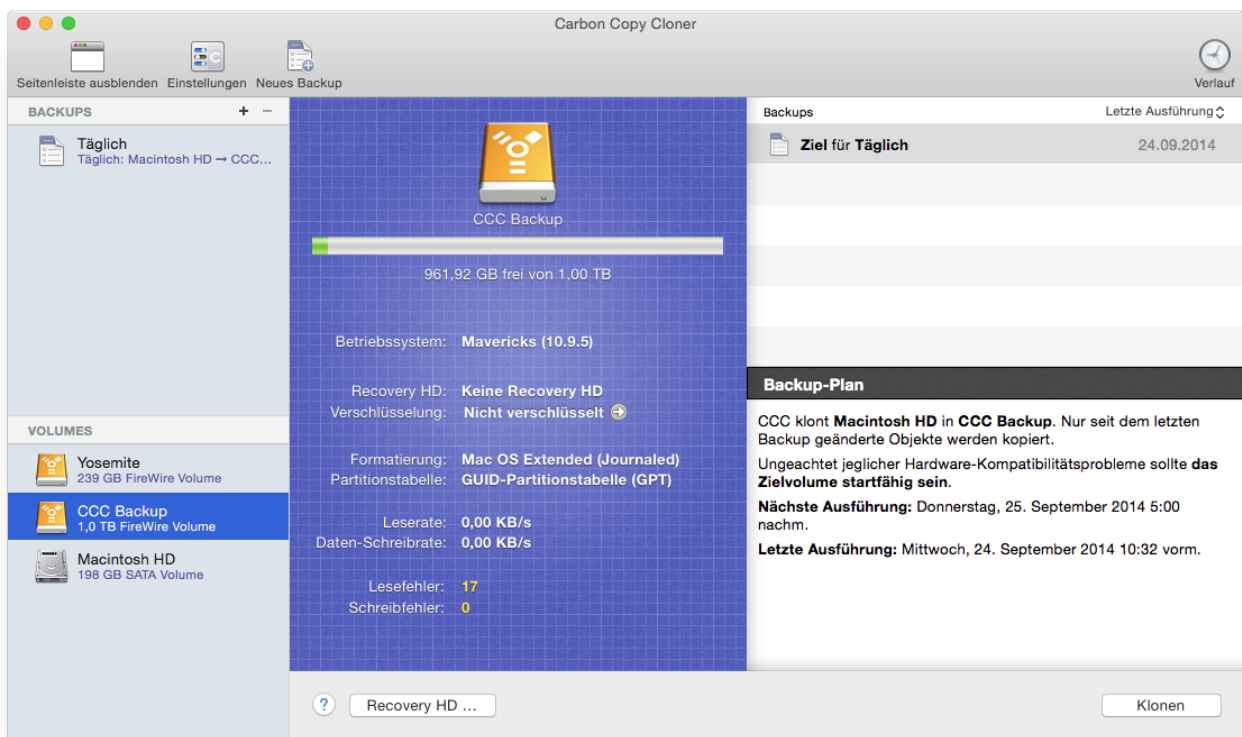 Carbon Copy Cloner
Seitenleiste ausblenden Einstellungen Neues Backup
Verlauf
BACKUPS + −
Täglich
Täglich: Macintosh HD → CCC...
VOLUMES
Yosemite
239 GB FireWire Volume
CCC Backup
1,0 TB FireWire Volume
Macintosh HD
198 GB SATA Volume
CCC Backup
961,92 GB frei von 1,00 TB
Betriebssystem: Mavericks (10.9.5)
Recovery HD: Keine Recovery HD
Verschlüsselung: Nicht verschlüsselt
Formatierung: Mac OS Extended (Journaled)
Partitionstabelle: GUID-Partitionstabelle (GPT)
Leserate: 0,00 KB/s
Daten-Schreibrate: 0,00 KB/s
Lesefehler: 17
Schreibfehler: 0
Backups Letzte Ausführung
Ziel für Täglich 24.09.2014
Backup-Plan
CCC klont Macintosh HD in CCC Backup. Nur seit dem letzten
Backup geänderte Objekte werden kopiert.
Ungeachtet jeglicher Hardware-Kompatibilitätsprobleme sollte das
Zielvolume startfähig sein.
Nächste Ausführung: Donnerstag, 25. September 2014 5:00
nachm.
Letzte Ausführung: Mittwoch, 24. September 2014 10:32 vorm.
? Recovery HD ... Klonen